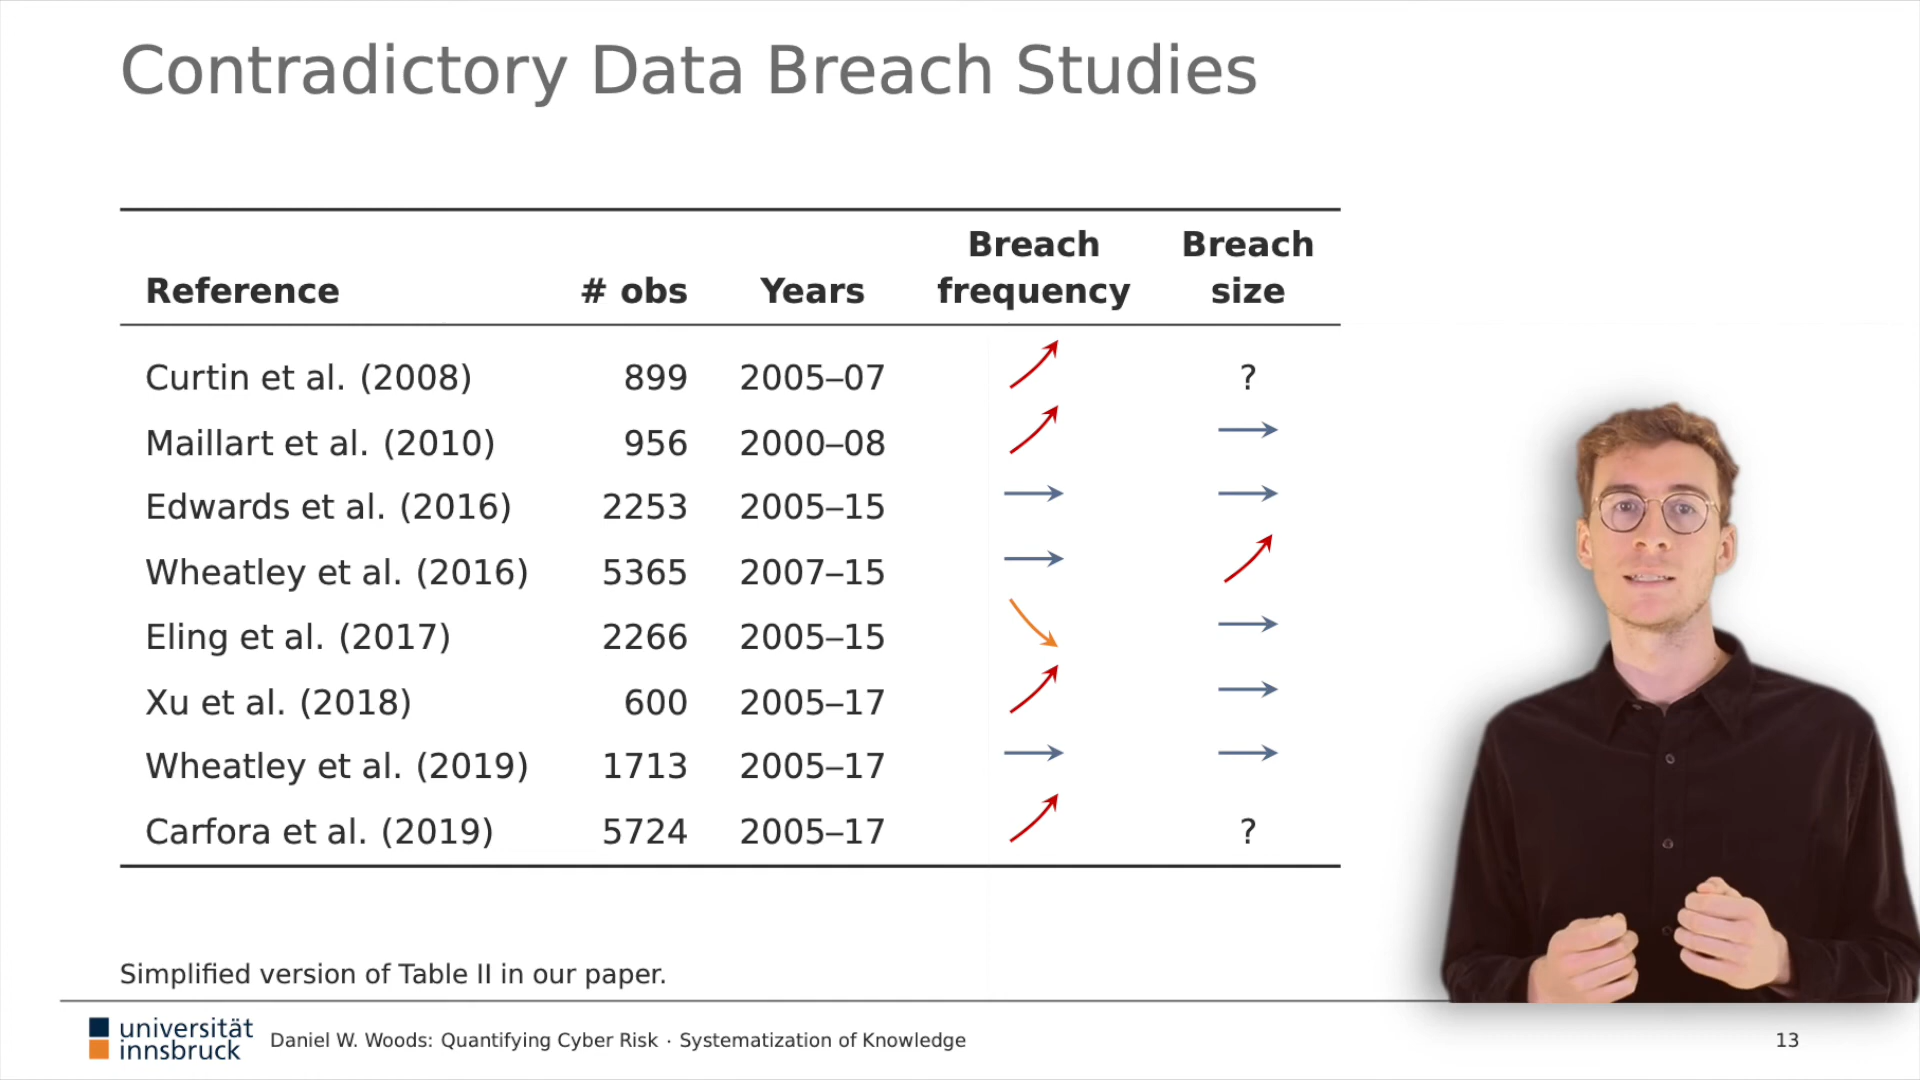 Contradictory Data Breach Studies
Breach Breach
Reference # obs Years frequency size
Curtin et al. (2008) 899 2005–07 ?
Maillart et al. (2010) 956 2000–08
Edwards et al. (2016) 2253 2005–15
Wheatley et al. (2016) 5365 2007–15
Eling et al. (2017) 2266 2005–15
Xu et al. (2018) 600 2005–17
Wheatley et al. (2019) 1713 2005–17
Carfora et al. (2019) 5724 2005–17 ?
Simplified version of Table II in our paper.
universität
innsbruck
Daniel W. Woods: Quantifying Cyber Risk · Systematization of Knowledge
13